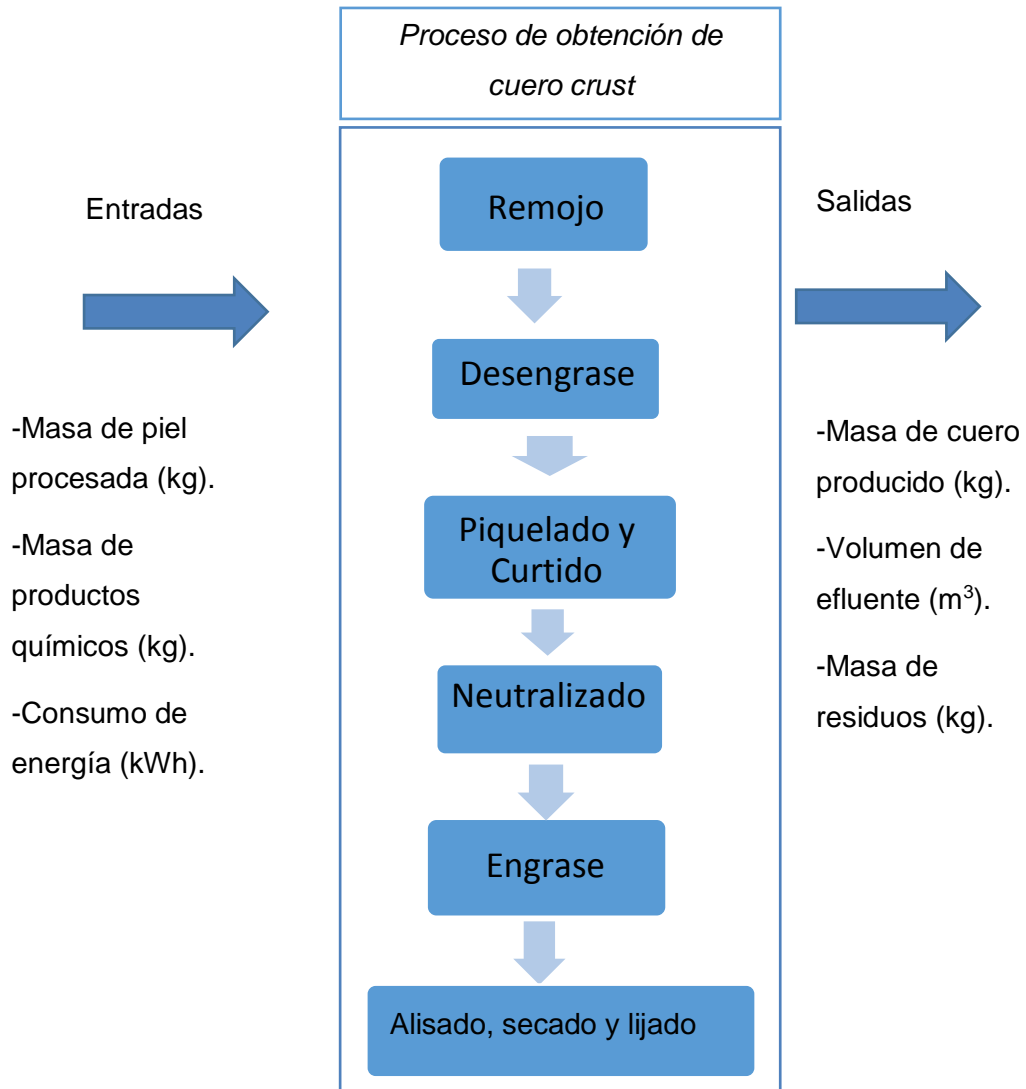 Proceso de obtención de
cuero crust
Entradas
-Masa de piel
procesada (kg).
-Masa de
productos
químicos (kg).
-Consumo de
energía (kWh).
Remojo
Desengrase
Piquelado y
Curtido
Neutralizado
Engrase
Alisado, secado y lijado
Salidas
-Masa de cuero
producido (kg).
-Volumen de
efluente (m³).
-Masa de
residuos (kg).